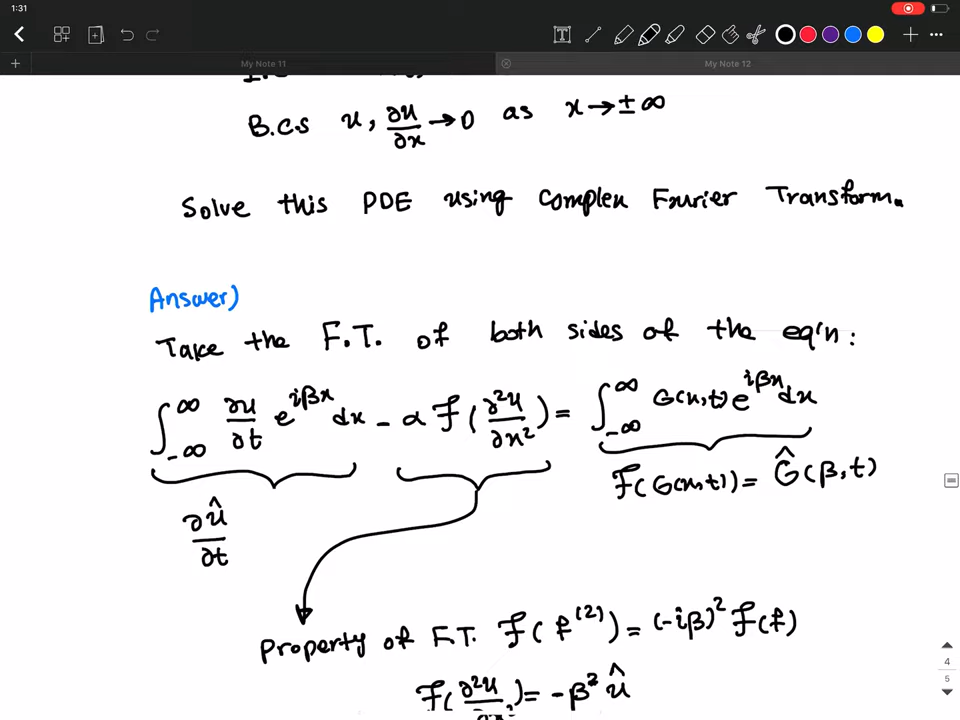 1:31
My Note 11
My Note 12
B.C.s u, ∂u/∂x → 0 as x → ± ∞
Solve this PDE using Complex Fourier Transform.
Answer)
Take the F.T. of both sides of the eq'n:
∫_{-∞}^{∞} ∂u/∂t e^{iβx} dx - α ℱ(∂²u/∂x²) = ∫_{-∞}^{∞} G(x,t) e^{iβx} dx
∂û/∂t
ℱ(G(x,t)) = Ĝ(β,t)
Property of F.T. ℱ(f^{(2)}) = (-iβ)² ℱ(f)
ℱ(∂²u/∂x²) = -β² û
4
5